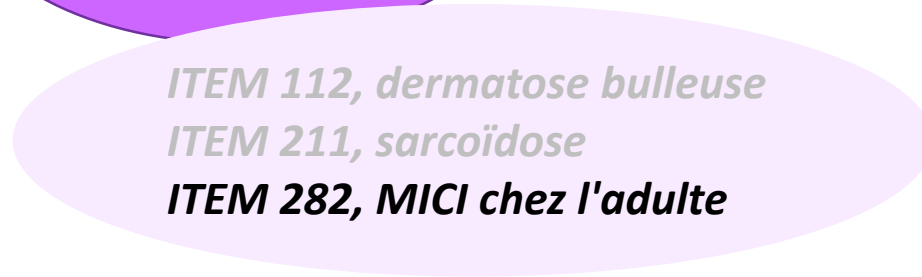 ITEM 112, dermatose bulleuse
ITEM 211, sarcoïdose
ITEM 282, MICI chez l'adulte